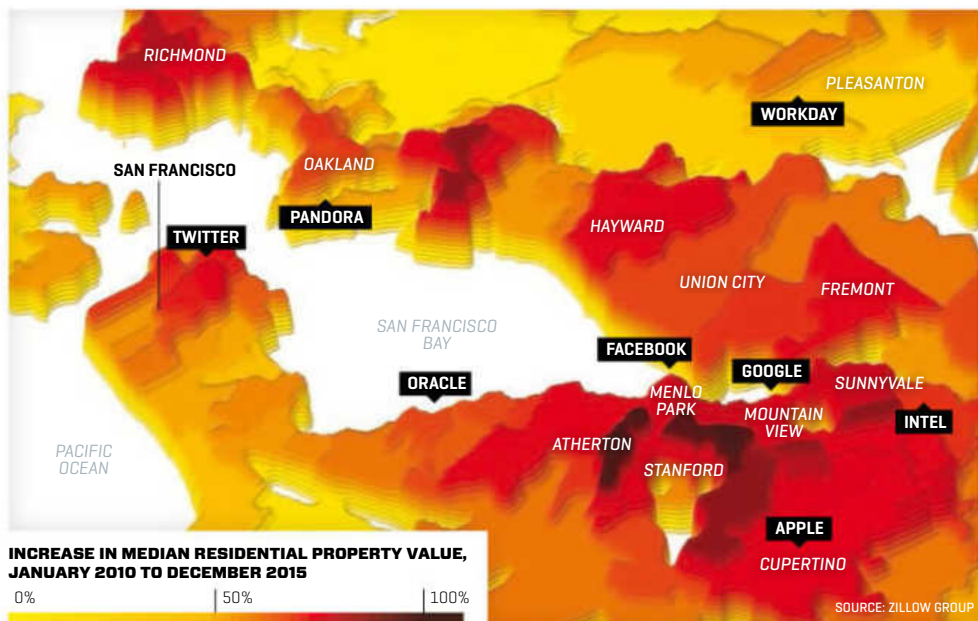 RICHMOND
PLEASANTON
WORKDAY
SAN FRANCISCO
OAKLAND
PANDORA
TWITTER
HAYWARD
UNION CITY
FREMONT
SAN FRANCISCO
BAY
FACEBOOK
GOOGLE
ORACLE
MENLO
PARK
SUNNYVALE
MOUNTAIN
VIEW
INTEL
PACIFIC
OCEAN
ATHERTON
STANFORD
APPLE
CUPERTINO
INCREASE IN MEDIAN RESIDENTIAL PROPERTY VALUE,
JANUARY 2010 TO DECEMBER 2015
0% 50% 100%
SOURCE: ZILLOW GROUP